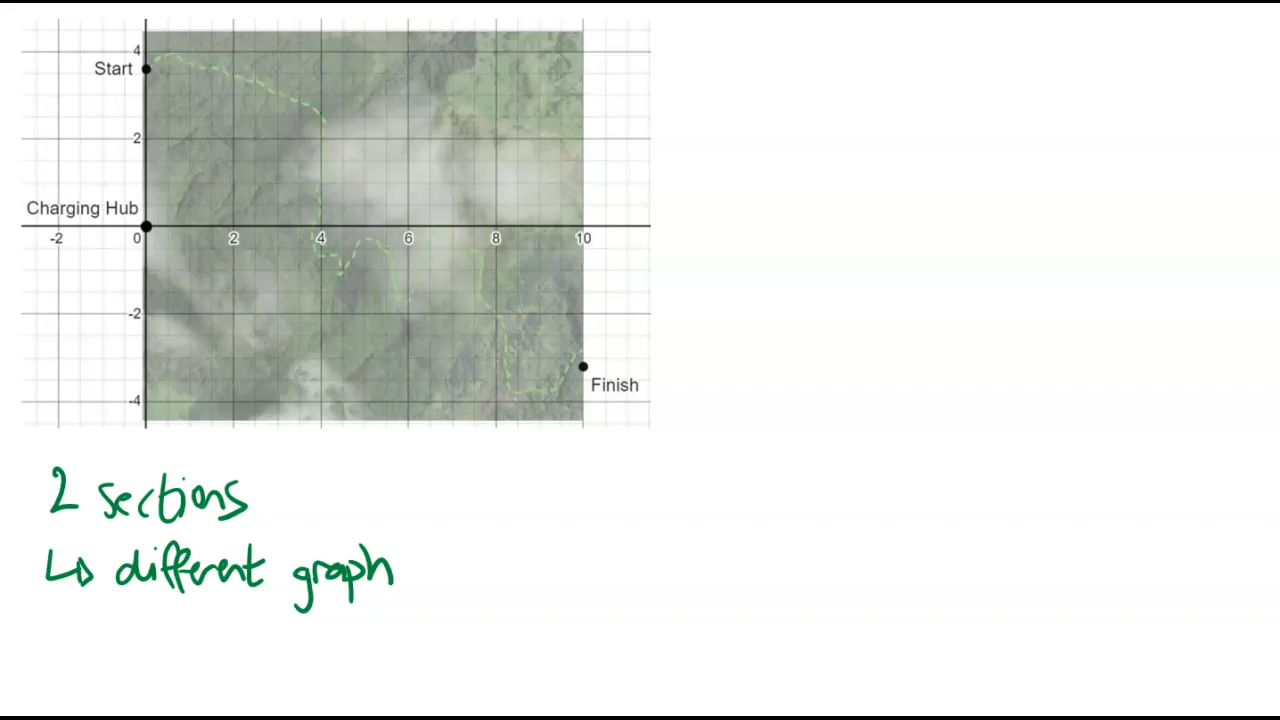 4
Start
2
Charging Hub
-2 0 2 4 6 8 10
-2
Finish
-4
2 sections
↳ different graph